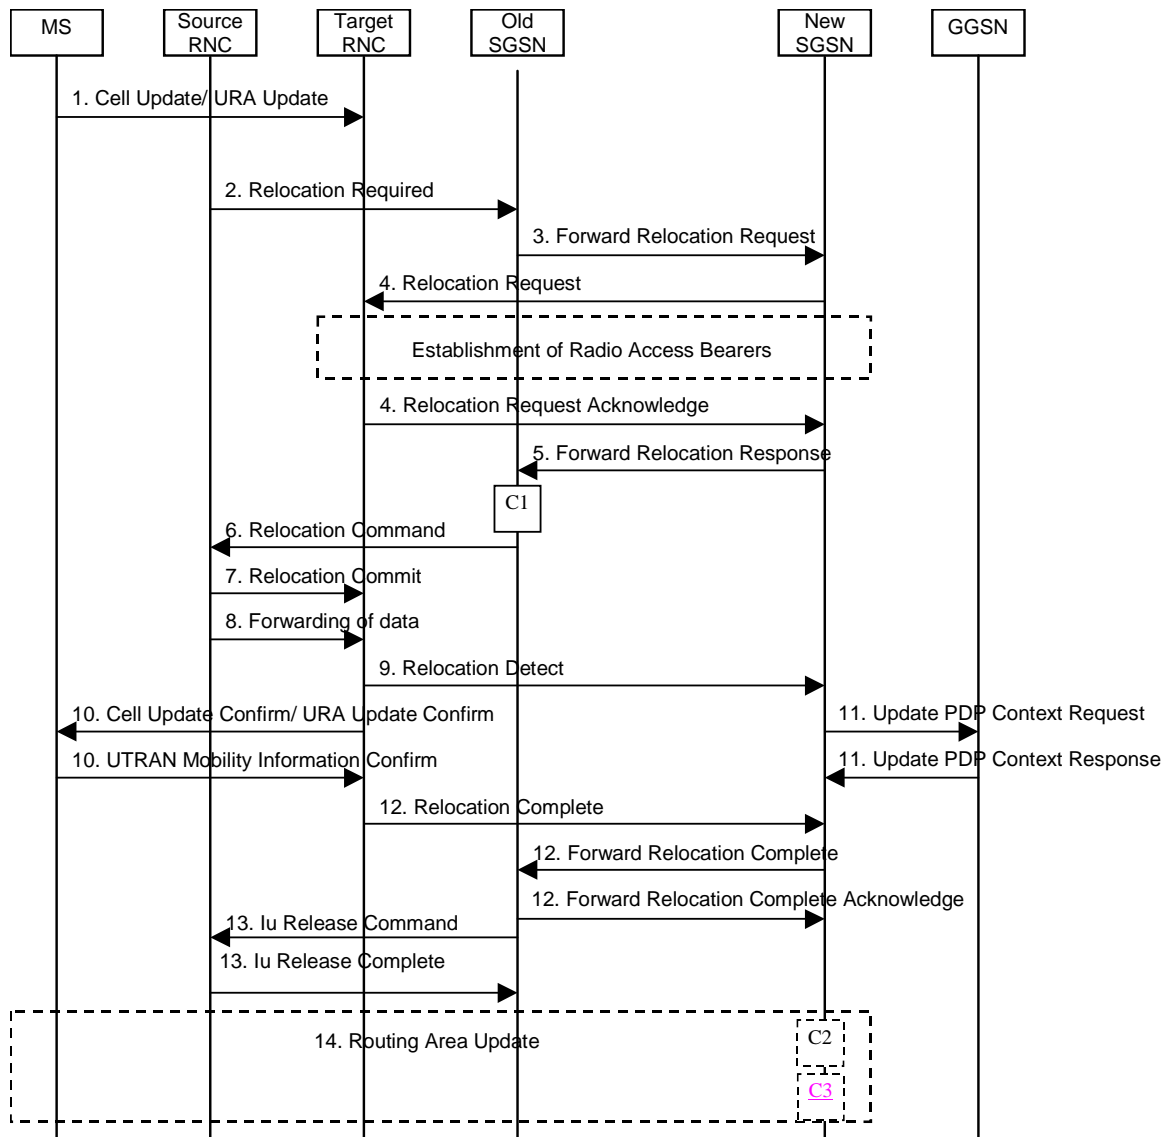 MS
Source
RNC
Target
RNC
Old
SGSN
New
SGSN
GGSN
1. Cell Update/ URA Update
2. Relocation Required
3. Forward Relocation Request
4. Relocation Request
Establishment of Radio Access Bearers
4. Relocation Request Acknowledge
5. Forward Relocation Response
C1
6. Relocation Command
7. Relocation Commit
8. Forwarding of data
9. Relocation Detect
10. Cell Update Confirm/ URA Update Confirm
11. Update PDP Context Request
10. UTRAN Mobility Information Confirm
11. Update PDP Context Response
12. Relocation Complete
12. Forward Relocation Complete
12. Forward Relocation Complete Acknowledge
13. Iu Release Command
13. Iu Release Complete
14. Routing Area Update
C2
C3